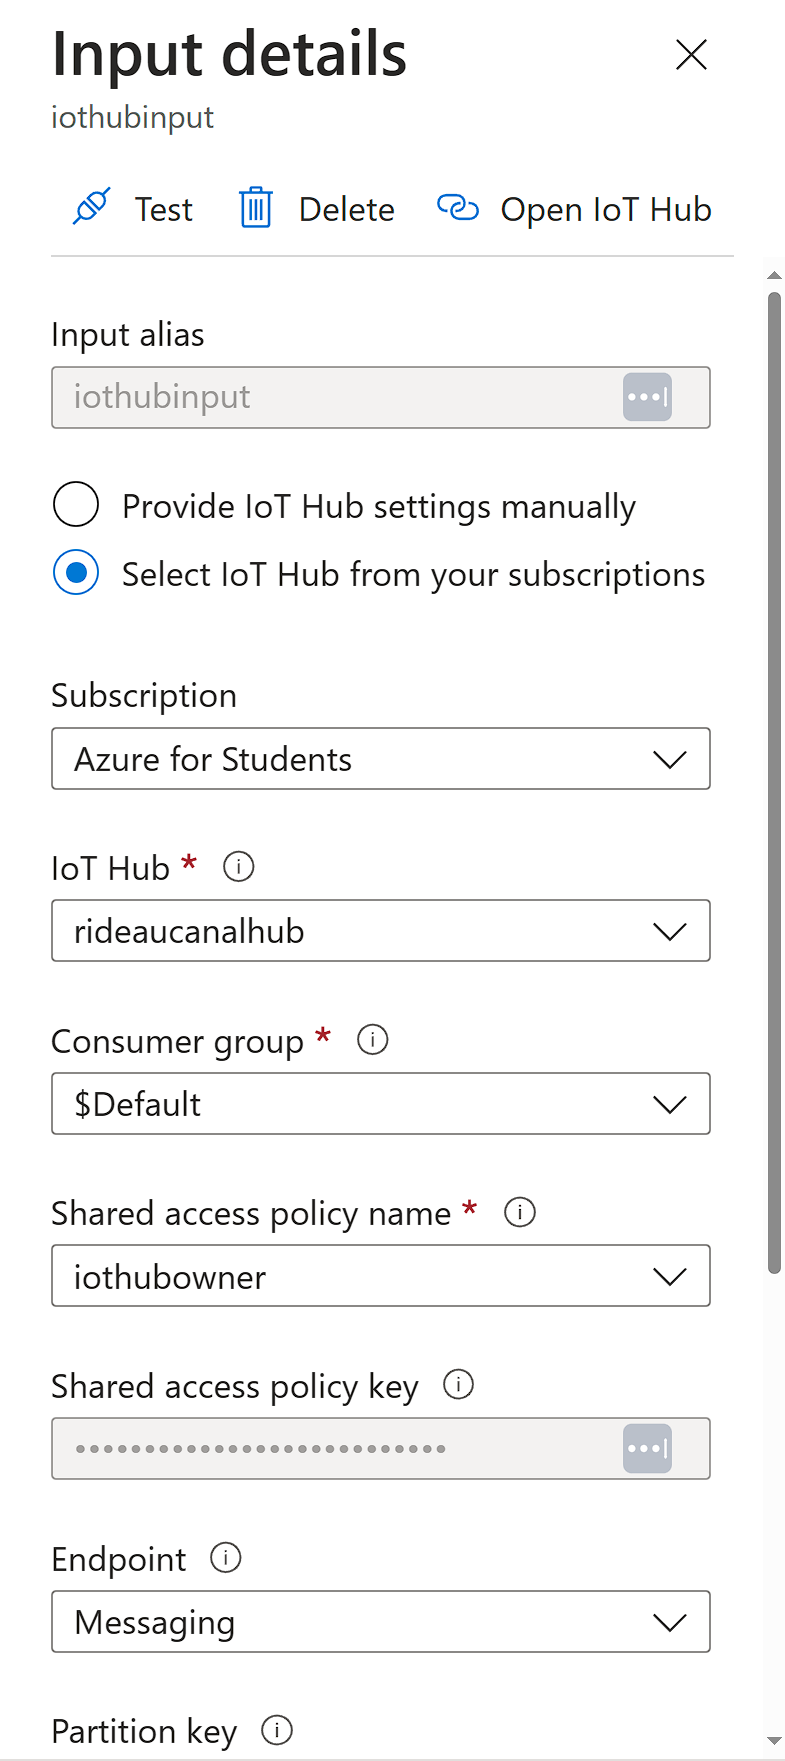 Input details
iothubinput
Test Delete Open IoT Hub
Input alias
iothubinput
Provide IoT Hub settings manually
Select IoT Hub from your subscriptions
Subscription
Azure for Students
IoT Hub *
rideaucanalhub
Consumer group *
$Default
Shared access policy name *
iothubowner
Shared access policy key
•••••••••••••••••••••••••••
Endpoint
Messaging
Partition key